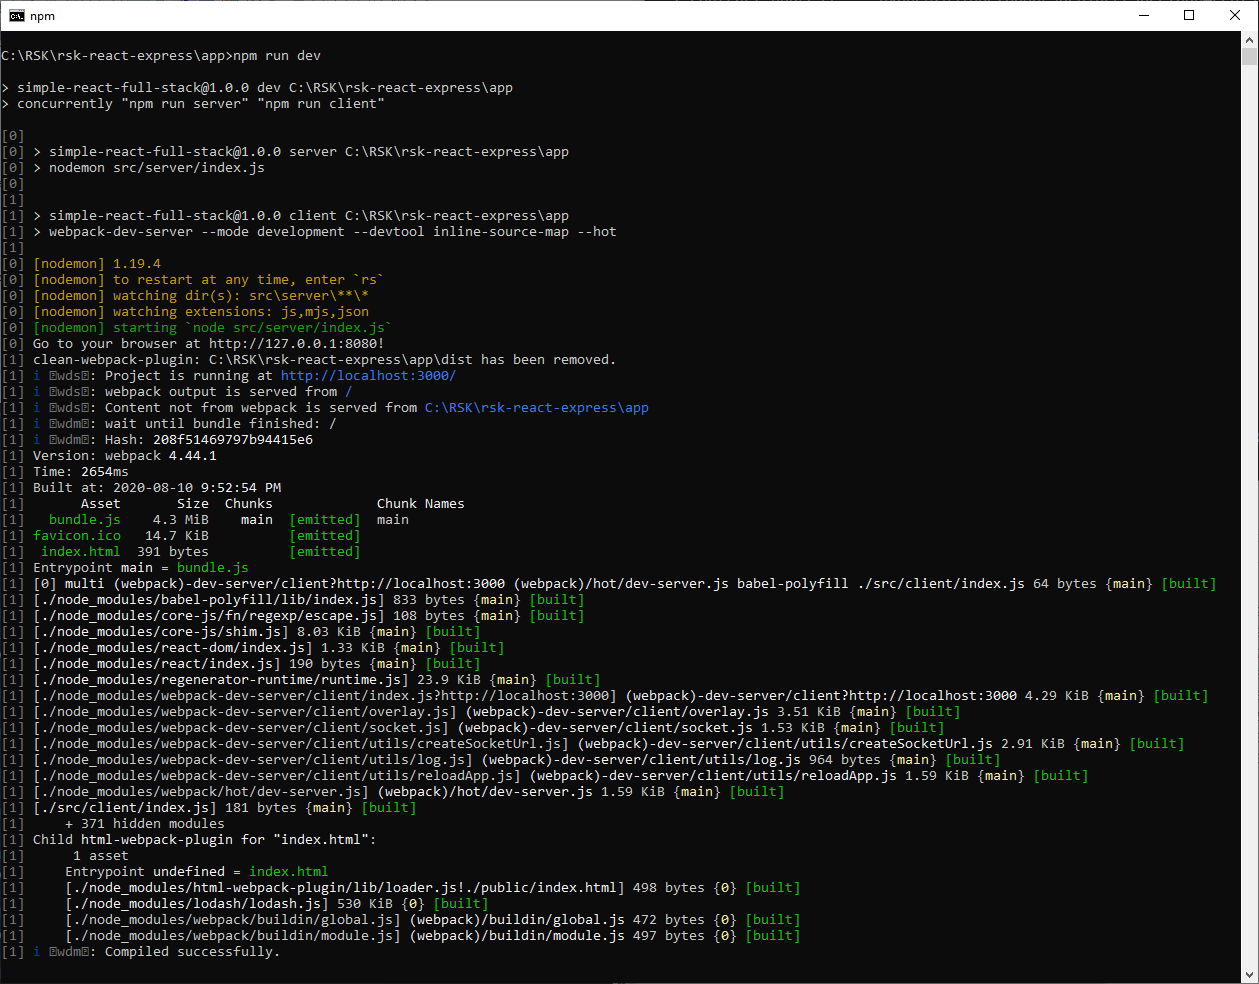 npm
C:\RSK\rsk-react-express\app>npm run dev
> simple-react-full-stack@1.0.0 dev C:\RSK\rsk-react-express\app
> concurrently "npm run server" "npm run client"
[0]
[0] > simple-react-full-stack@1.0.0 server C:\RSK\rsk-react-express\app
[0] > nodemon src/server/index.js
[0]
[1]
[1] > simple-react-full-stack@1.0.0 client C:\RSK\rsk-react-express\app
[1] > webpack-dev-server --mode development --devtool inline-source-map --hot
[1]
[0] [nodemon] 1.19.4
[0] [nodemon] to restart at any time, enter `rs`
[0] [nodemon] watching dir(s): src\server\**\*
[0] [nodemon] watching extensions: js,mjs,json
[0] [nodemon] starting `node src/server/index.js`
[0] Go to your browser at http://127.0.0.1:8080!
[1] clean-webpack-plugin: C:\RSK\rsk-react-express\app\dist has been removed.
[1] i ⍰wds⍰: Project is running at http://localhost:3000/
[1] i ⍰wds⍰: webpack output is served from /
[1] i ⍰wds⍰: Content not from webpack is served from C:\RSK\rsk-react-express\app
[1] i ⍰wdm⍰: wait until bundle finished: /
[1] i ⍰wdm⍰: Hash: 208f51469797b94415e6
[1] Version: webpack 4.44.1
[1] Time: 2654ms
[1] Built at: 2020-08-10 9:52:54 PM
[1]       Asset       Size  Chunks             Chunk Names
[1]   bundle.js    4.3 MiB    main  [emitted]  main
[1] favicon.ico   14.7 KiB          [emitted]
[1]  index.html  391 bytes          [emitted]
[1] Entrypoint main = bundle.js
[1] [0] multi (webpack)-dev-server/client?http://localhost:3000 (webpack)/hot/dev-server.js babel-polyfill ./src/client/index.js 64 bytes {main} [built]
[1] [./node_modules/babel-polyfill/lib/index.js] 833 bytes {main} [built]
[1] [./node_modules/core-js/fn/regexp/escape.js] 108 bytes {main} [built]
[1] [./node_modules/core-js/shim.js] 8.03 KiB {main} [built]
[1] [./node_modules/react-dom/index.js] 1.33 KiB {main} [built]
[1] [./node_modules/react/index.js] 190 bytes {main} [built]
[1] [./node_modules/regenerator-runtime/runtime.js] 23.9 KiB {main} [built]
[1] [./node_modules/webpack-dev-server/client/index.js?http://localhost:3000] (webpack)-dev-server/client?http://localhost:3000 4.29 KiB {main} [built]
[1] [./node_modules/webpack-dev-server/client/overlay.js] (webpack)-dev-server/client/overlay.js 3.51 KiB {main} [built]
[1] [./node_modules/webpack-dev-server/client/socket.js] (webpack)-dev-server/client/socket.js 1.53 KiB {main} [built]
[1] [./node_modules/webpack-dev-server/client/utils/createSocketUrl.js] (webpack)-dev-server/client/utils/createSocketUrl.js 2.91 KiB {main} [built]
[1] [./node_modules/webpack-dev-server/client/utils/log.js] (webpack)-dev-server/client/utils/log.js 964 bytes {main} [built]
[1] [./node_modules/webpack-dev-server/client/utils/reloadApp.js] (webpack)-dev-server/client/utils/reloadApp.js 1.59 KiB {main} [built]
[1] [./node_modules/webpack/hot/dev-server.js] (webpack)/hot/dev-server.js 1.59 KiB {main} [built]
[1] [./src/client/index.js] 181 bytes {main} [built]
[1]     + 371 hidden modules
[1] Child html-webpack-plugin for "index.html":
[1]      1 asset
[1]     Entrypoint undefined = index.html
[1]     [./node_modules/html-webpack-plugin/lib/loader.js!./public/index.html] 498 bytes {0} [built]
[1]     [./node_modules/lodash/lodash.js] 530 KiB {0} [built]
[1]     [./node_modules/webpack/buildin/global.js] (webpack)/buildin/global.js 472 bytes {0} [built]
[1]     [./node_modules/webpack/buildin/module.js] (webpack)/buildin/module.js 497 bytes {0} [built]
[1] i ⍰wdm⍰: Compiled successfully.